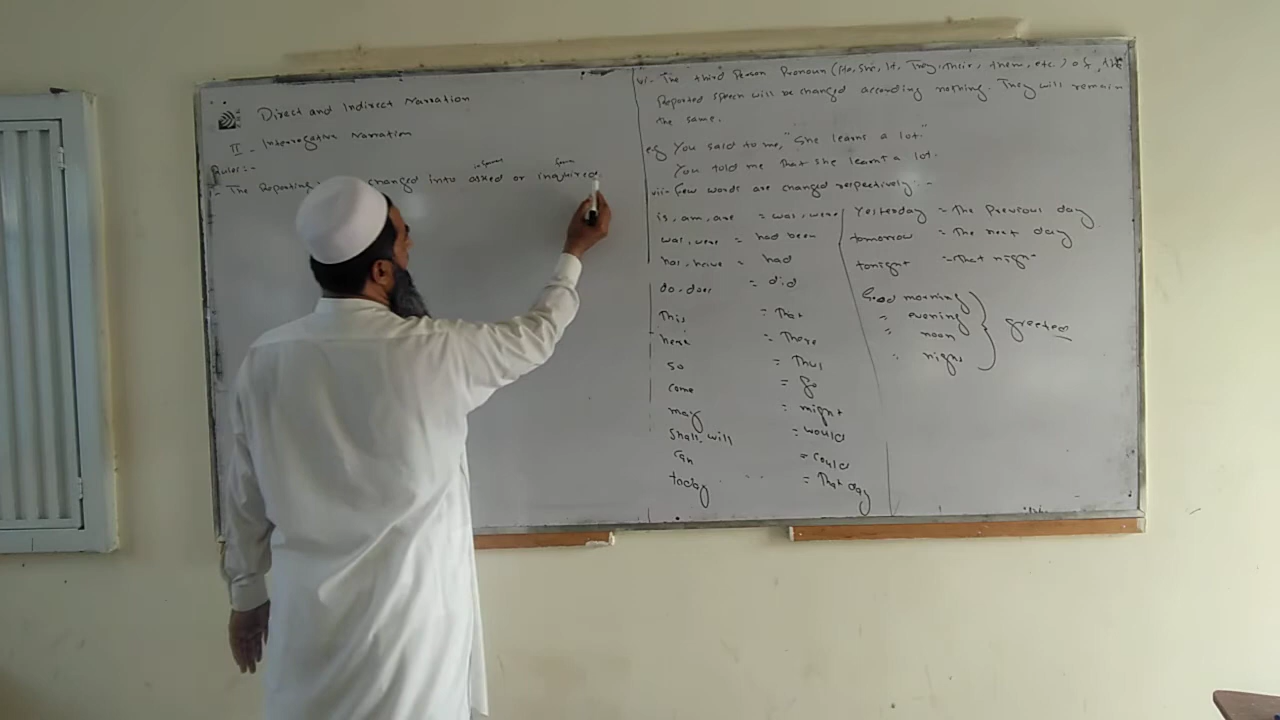 Direct and Indirect Narration
II - Interrogative Narration
Rules:-
I- The Reporting changed into asked or inquired.
vi- The third Person Pronoun (He, She, it, They, Their, them, etc.) of the
Reported speech will be changed according nothing. They will remain
the same.
eg You said to me, "She learns a lot."
You told me That she learnt a lot.
vii- Few words are changed respectively:-
is, am, are = was, were
was, were = had been
has, have = had
do, does = did
This = That
here = There
so = Thus
come = go
may = might
Shall, will = would
Can = could
today = That day
Yesterday = The Previous day
tomorrow = The next day
tonight = That nigh-
Good morning
= evening
= noon
= night
greeted